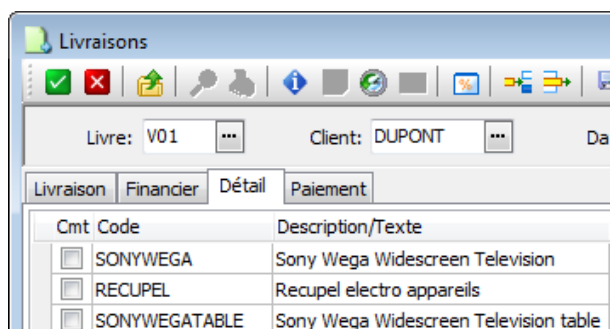 Livraisons
Livre: V01 ... Client: DUPONT ... Da
Livraison Financier Détail Paiement
Cmt Code Description/Texte
SONYWEGA Sony Wega Widescreen Television
RECUPEL Recupel electro appareils
SONYWEGATABLE Sony Wega Widescreen Television table